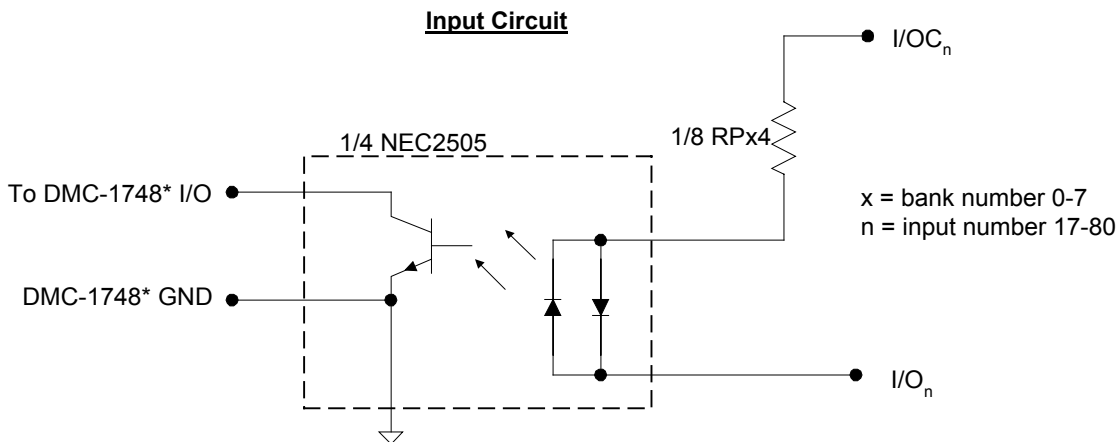 Input Circuit
I/OCₙ
1/8 RPx4
1/4 NEC2505
To DMC-1748* I/O
x = bank number 0-7
n = input number 17-80
DMC-1748* GND
I/Oₙ